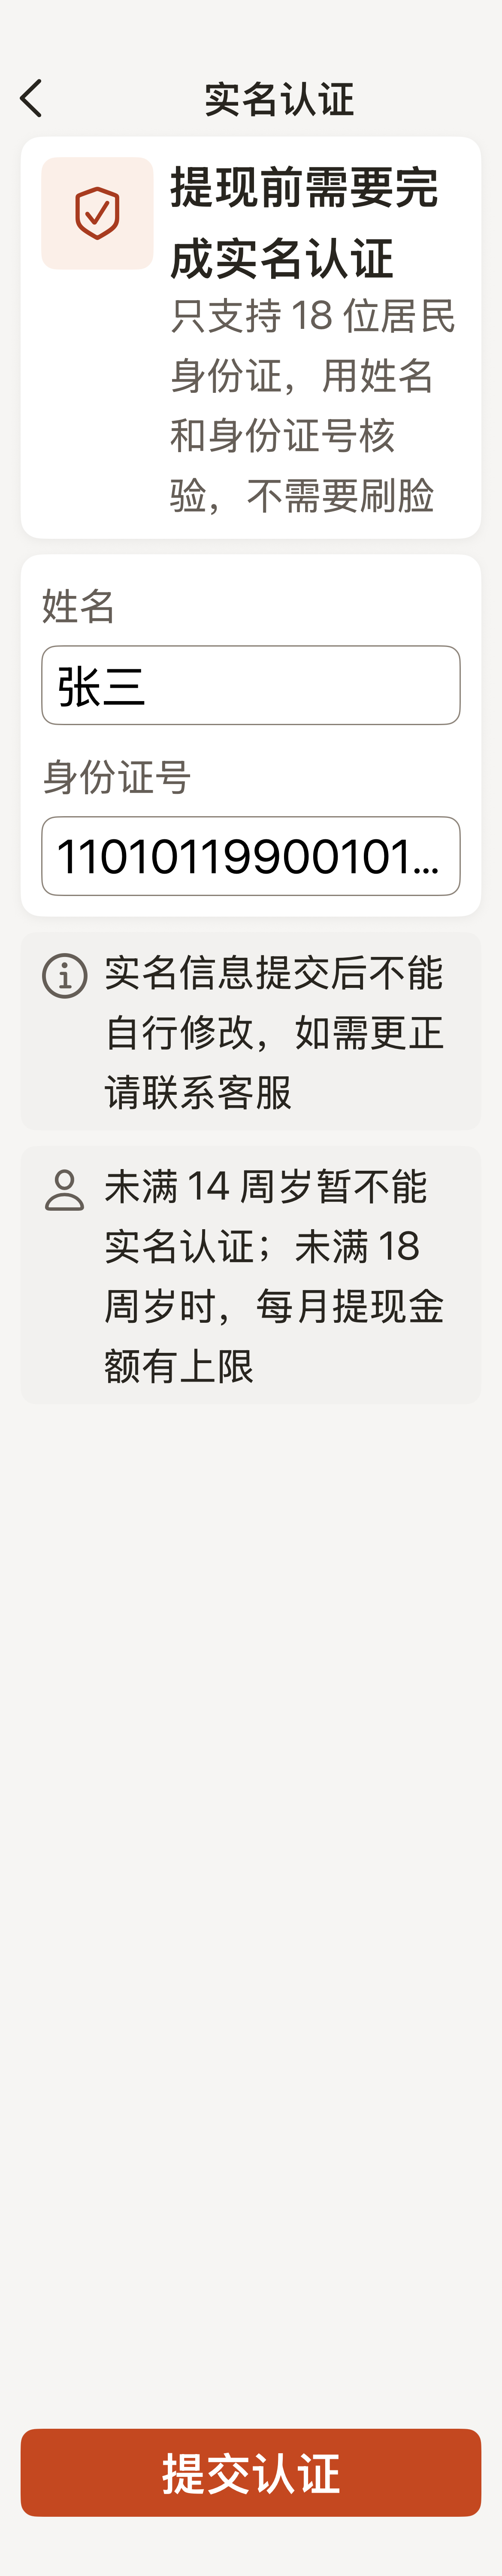 实名认证
提现前需要完
成实名认证
只支持 18 位居民
身份证，用姓名
和身份证号核
验，不需要刷脸
姓名
张三
身份证号
11010119900101...
实名信息提交后不能
自行修改，如需更正
请联系客服
未满 14 周岁暂不能
实名认证；未满 18
周岁时，每月提现金
额有上限
提交认证